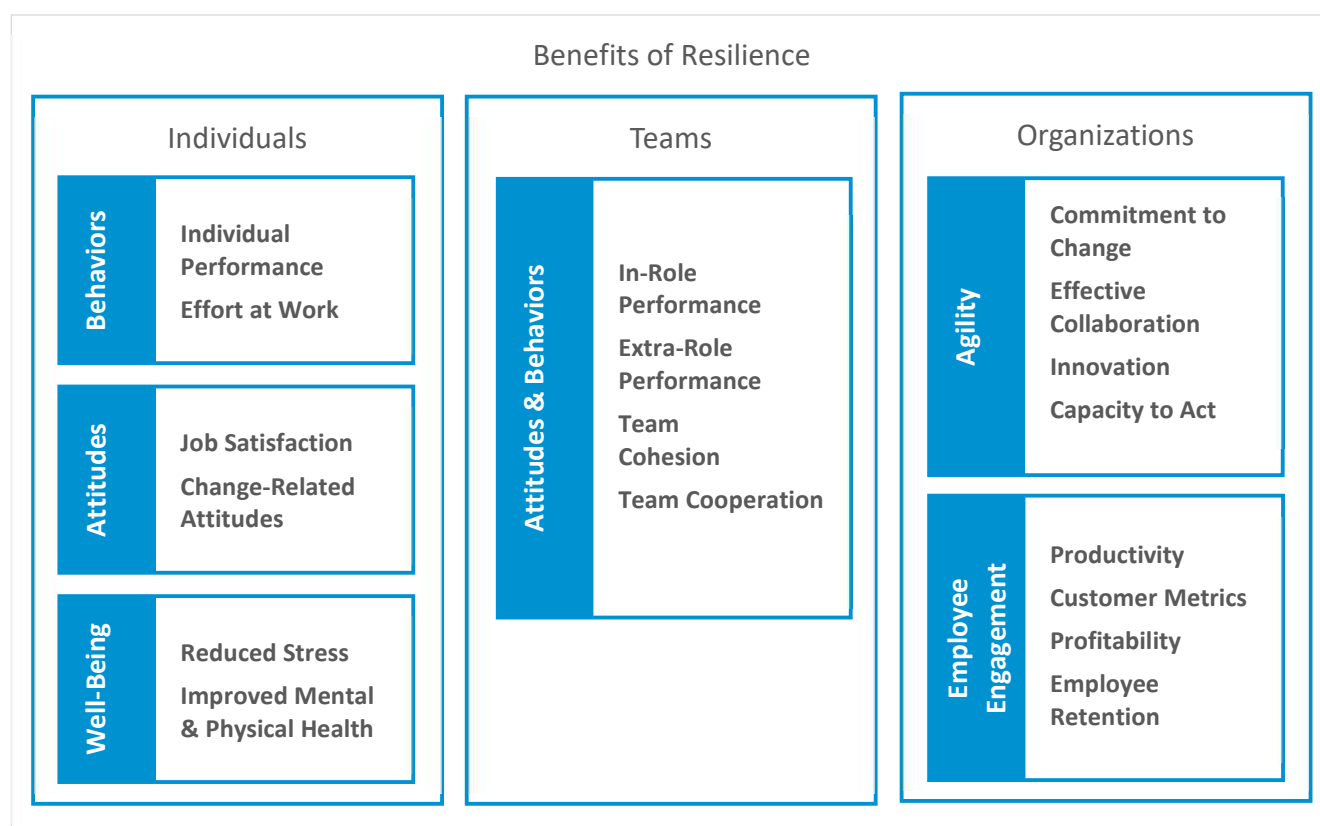 Benefits of Resilience
Individuals
Behaviors
Individual
Performance
Effort at Work
Attitudes
Job Satisfaction
Change-Related
Attitudes
Well-Being
Reduced Stress
Improved Mental
& Physical Health
Teams
Attitudes & Behaviors
In-Role
Performance
Extra-Role
Performance
Team
Cohesion
Team Cooperation
Organizations
Agility
Commitment to
Change
Effective
Collaboration
Innovation
Capacity to Act
Employee
Engagement
Productivity
Customer Metrics
Profitability
Employee
Retention